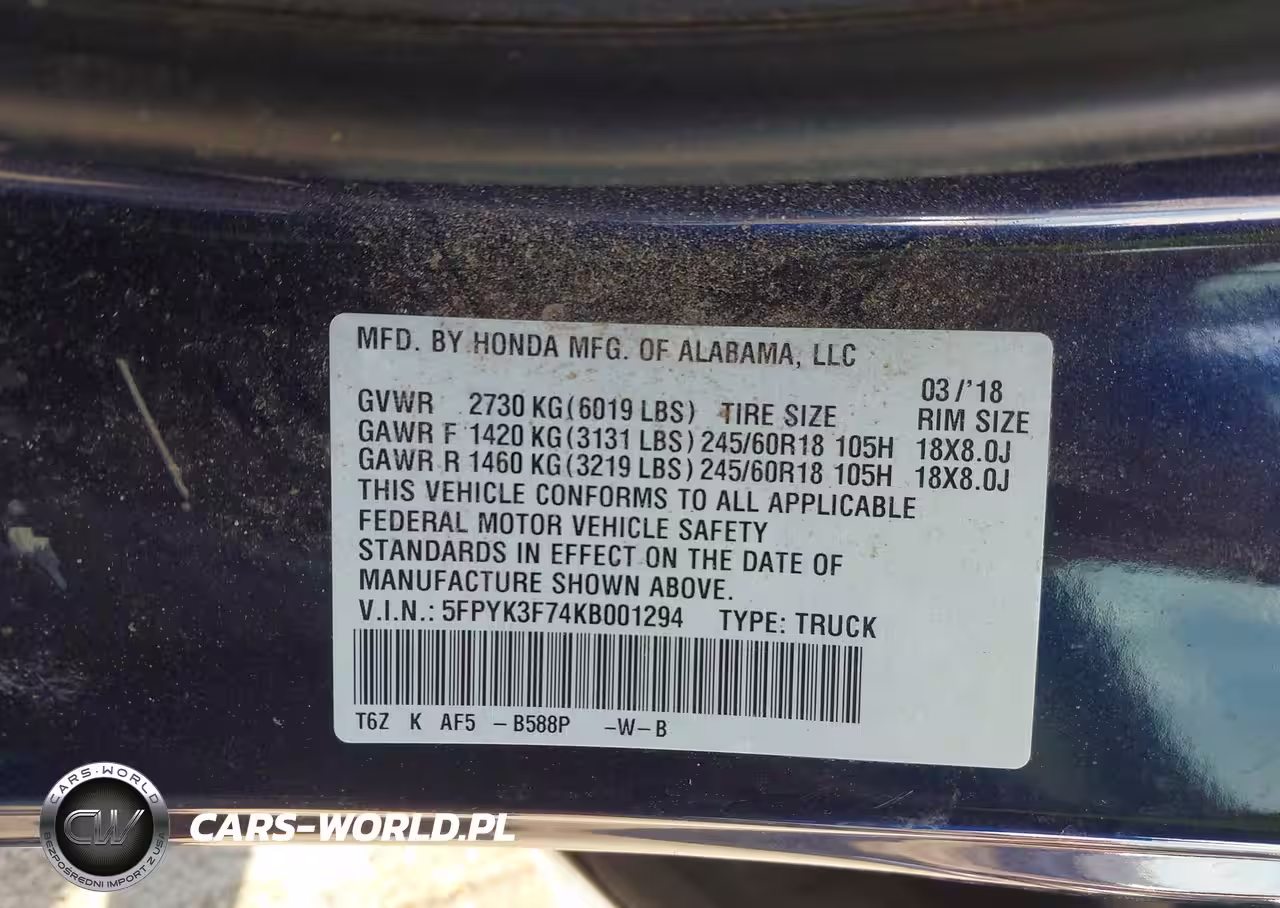 MFD. BY HONDA MFG. OF ALABAMA, LLC
03/'18
GVWR 2730 KG(6019 LBS) TIRE SIZE RIM SIZE
GAWR F 1420 KG(3131 LBS) 245/60R18 105H 18X8.0J
GAWR R 1460 KG(3219 LBS) 245/60R18 105H 18X8.0J
THIS VEHICLE CONFORMS TO ALL APPLICABLE
FEDERAL MOTOR VEHICLE SAFETY
STANDARDS IN EFFECT ON THE DATE OF
MANUFACTURE SHOWN ABOVE.
V.I.N.: 5FPYK3F74KB001294 TYPE: TRUCK
T6Z K AF5 -B588P -W-B
CARS-WORLD
CW
BEZPOŚREDNI IMPORT Z USA
CARS-WORLD.PL